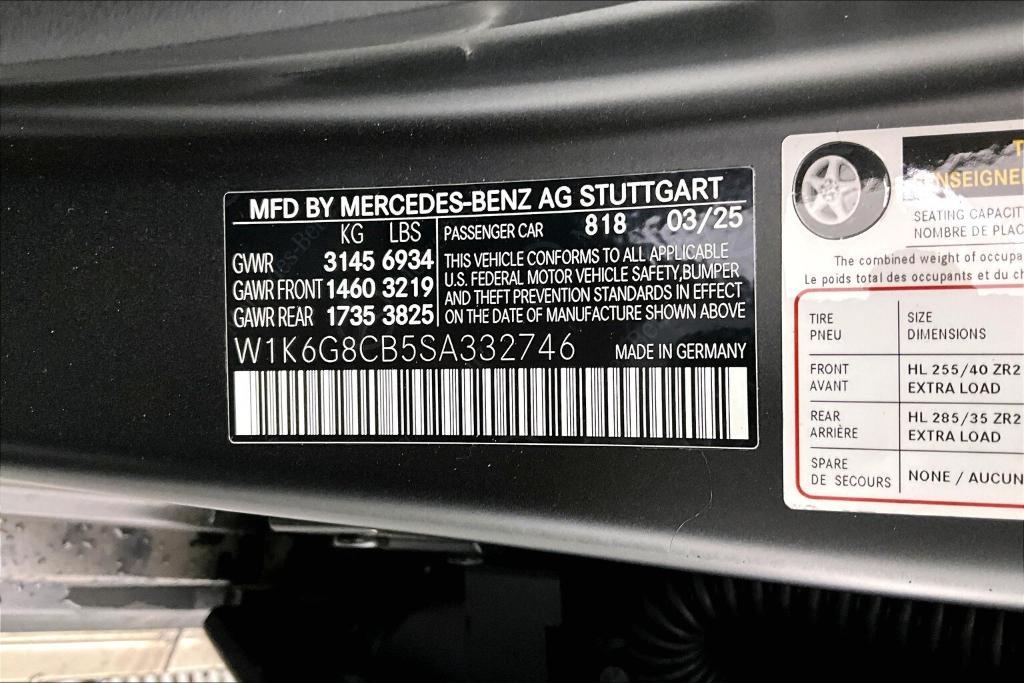 MFD BY MERCEDES-BENZ AG STUTTGART
KG LBS
GVWR 3145 6934
GAWR FRONT 1460 3219
GAWR REAR 1735 3825
PASSENGER CAR 818 03/25
THIS VEHICLE CONFORMS TO ALL APPLICABLE
U.S. FEDERAL MOTOR VEHICLE SAFETY,BUMPER
AND THEFT PREVENTION STANDARDS IN EFFECT
ON THE DATE OF MANUFACTURE SHOWN ABOVE
W1K6G8CB5SA332746 MADE IN GERMANY
SEATING CAPACIT
NOMBRE DE PLAC
The combined weight of occupa
Le poids total des occupants et du ch
TIRE SIZE
PNEU DIMENSIONS
FRONT HL 255/40 ZR2
AVANT EXTRA LOAD
REAR HL 285/35 ZR2
ARRIÈRE EXTRA LOAD
SPARE
DE SECOURS NONE / AUCUN